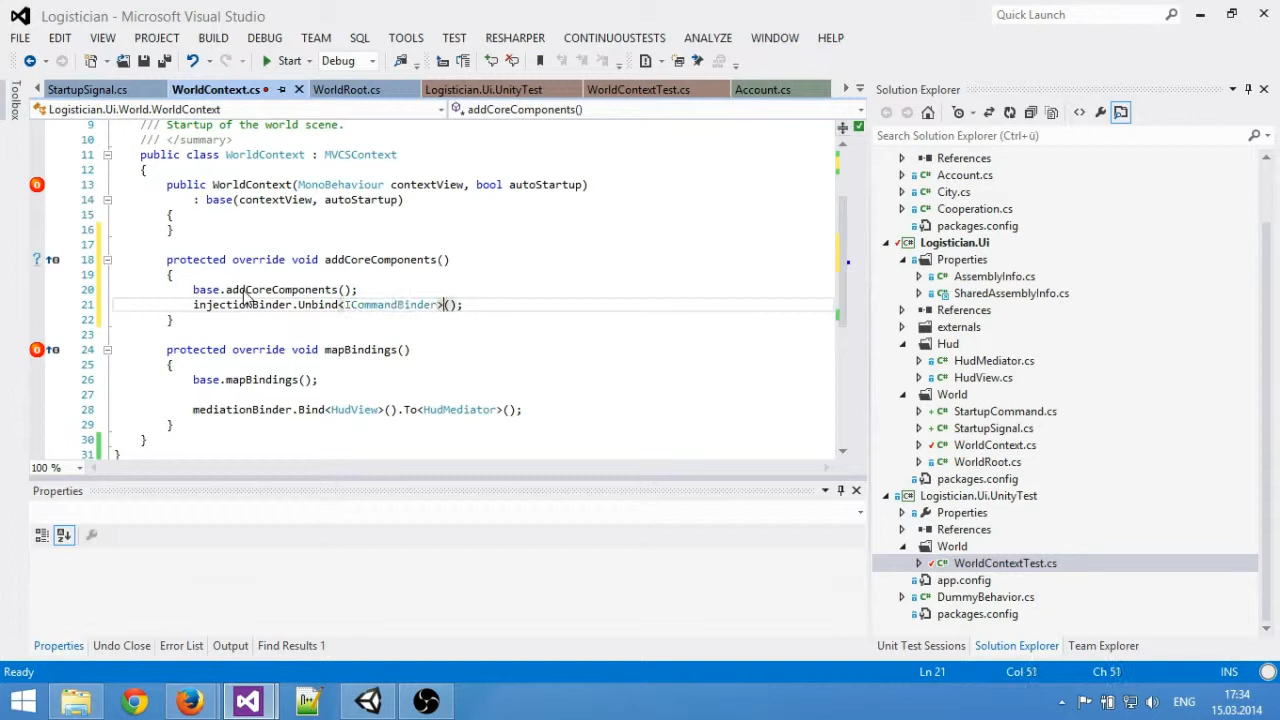 Logistician - Microsoft Visual Studio
Quick Launch
FILE EDIT VIEW PROJECT BUILD DEBUG TEAM SQL TOOLS TEST RESHARPER CONTINUOUSTESTS ANALYZE WINDOW HELP
Start Debug
Toolbox
StartupSignal.cs WorldContext.cs WorldRoot.cs Logistician.Ui.UnityTest WorldContextTest.cs Account.cs
Logistician.Ui.World.WorldContext addCoreComponents()
9 /// Startup of the world scene.
10 /// </summary>
11 public class WorldContext : MVCSContext
12 {
13 public WorldContext(MonoBehaviour contextView, bool autoStartup)
14 : base(contextView, autoStartup)
15 {
16 }
17
18 protected override void addCoreComponents()
19 {
20 base.addCoreComponents();
21 injectionBinder.Unbind<ICommandBinder>();
22 }
23
24 protected override void mapBindings()
25 {
26 base.mapBindings();
27
28 mediationBinder.Bind<HudView>().To<HudMediator>();
29 }
30 }
31 }
100 %
Properties
Properties Undo Close Error List Output Find Results 1
Solution Explorer
Search Solution Explorer (Ctrl+ü)
References
Account.cs
City.cs
Cooperation.cs
packages.config
Logistician.Ui
Properties
AssemblyInfo.cs
SharedAssemblyInfo.cs
References
externals
Hud
HudMediator.cs
HudView.cs
World
StartupCommand.cs
StartupSignal.cs
WorldContext.cs
WorldRoot.cs
packages.config
Logistician.Ui.UnityTest
Properties
References
World
WorldContextTest.cs
app.config
DummyBehavior.cs
packages.config
Unit Test Sessions Solution Explorer Team Explorer
Ready Ln 21 Col 51 Ch 51 INS
ENG
17:34
15.03.2014